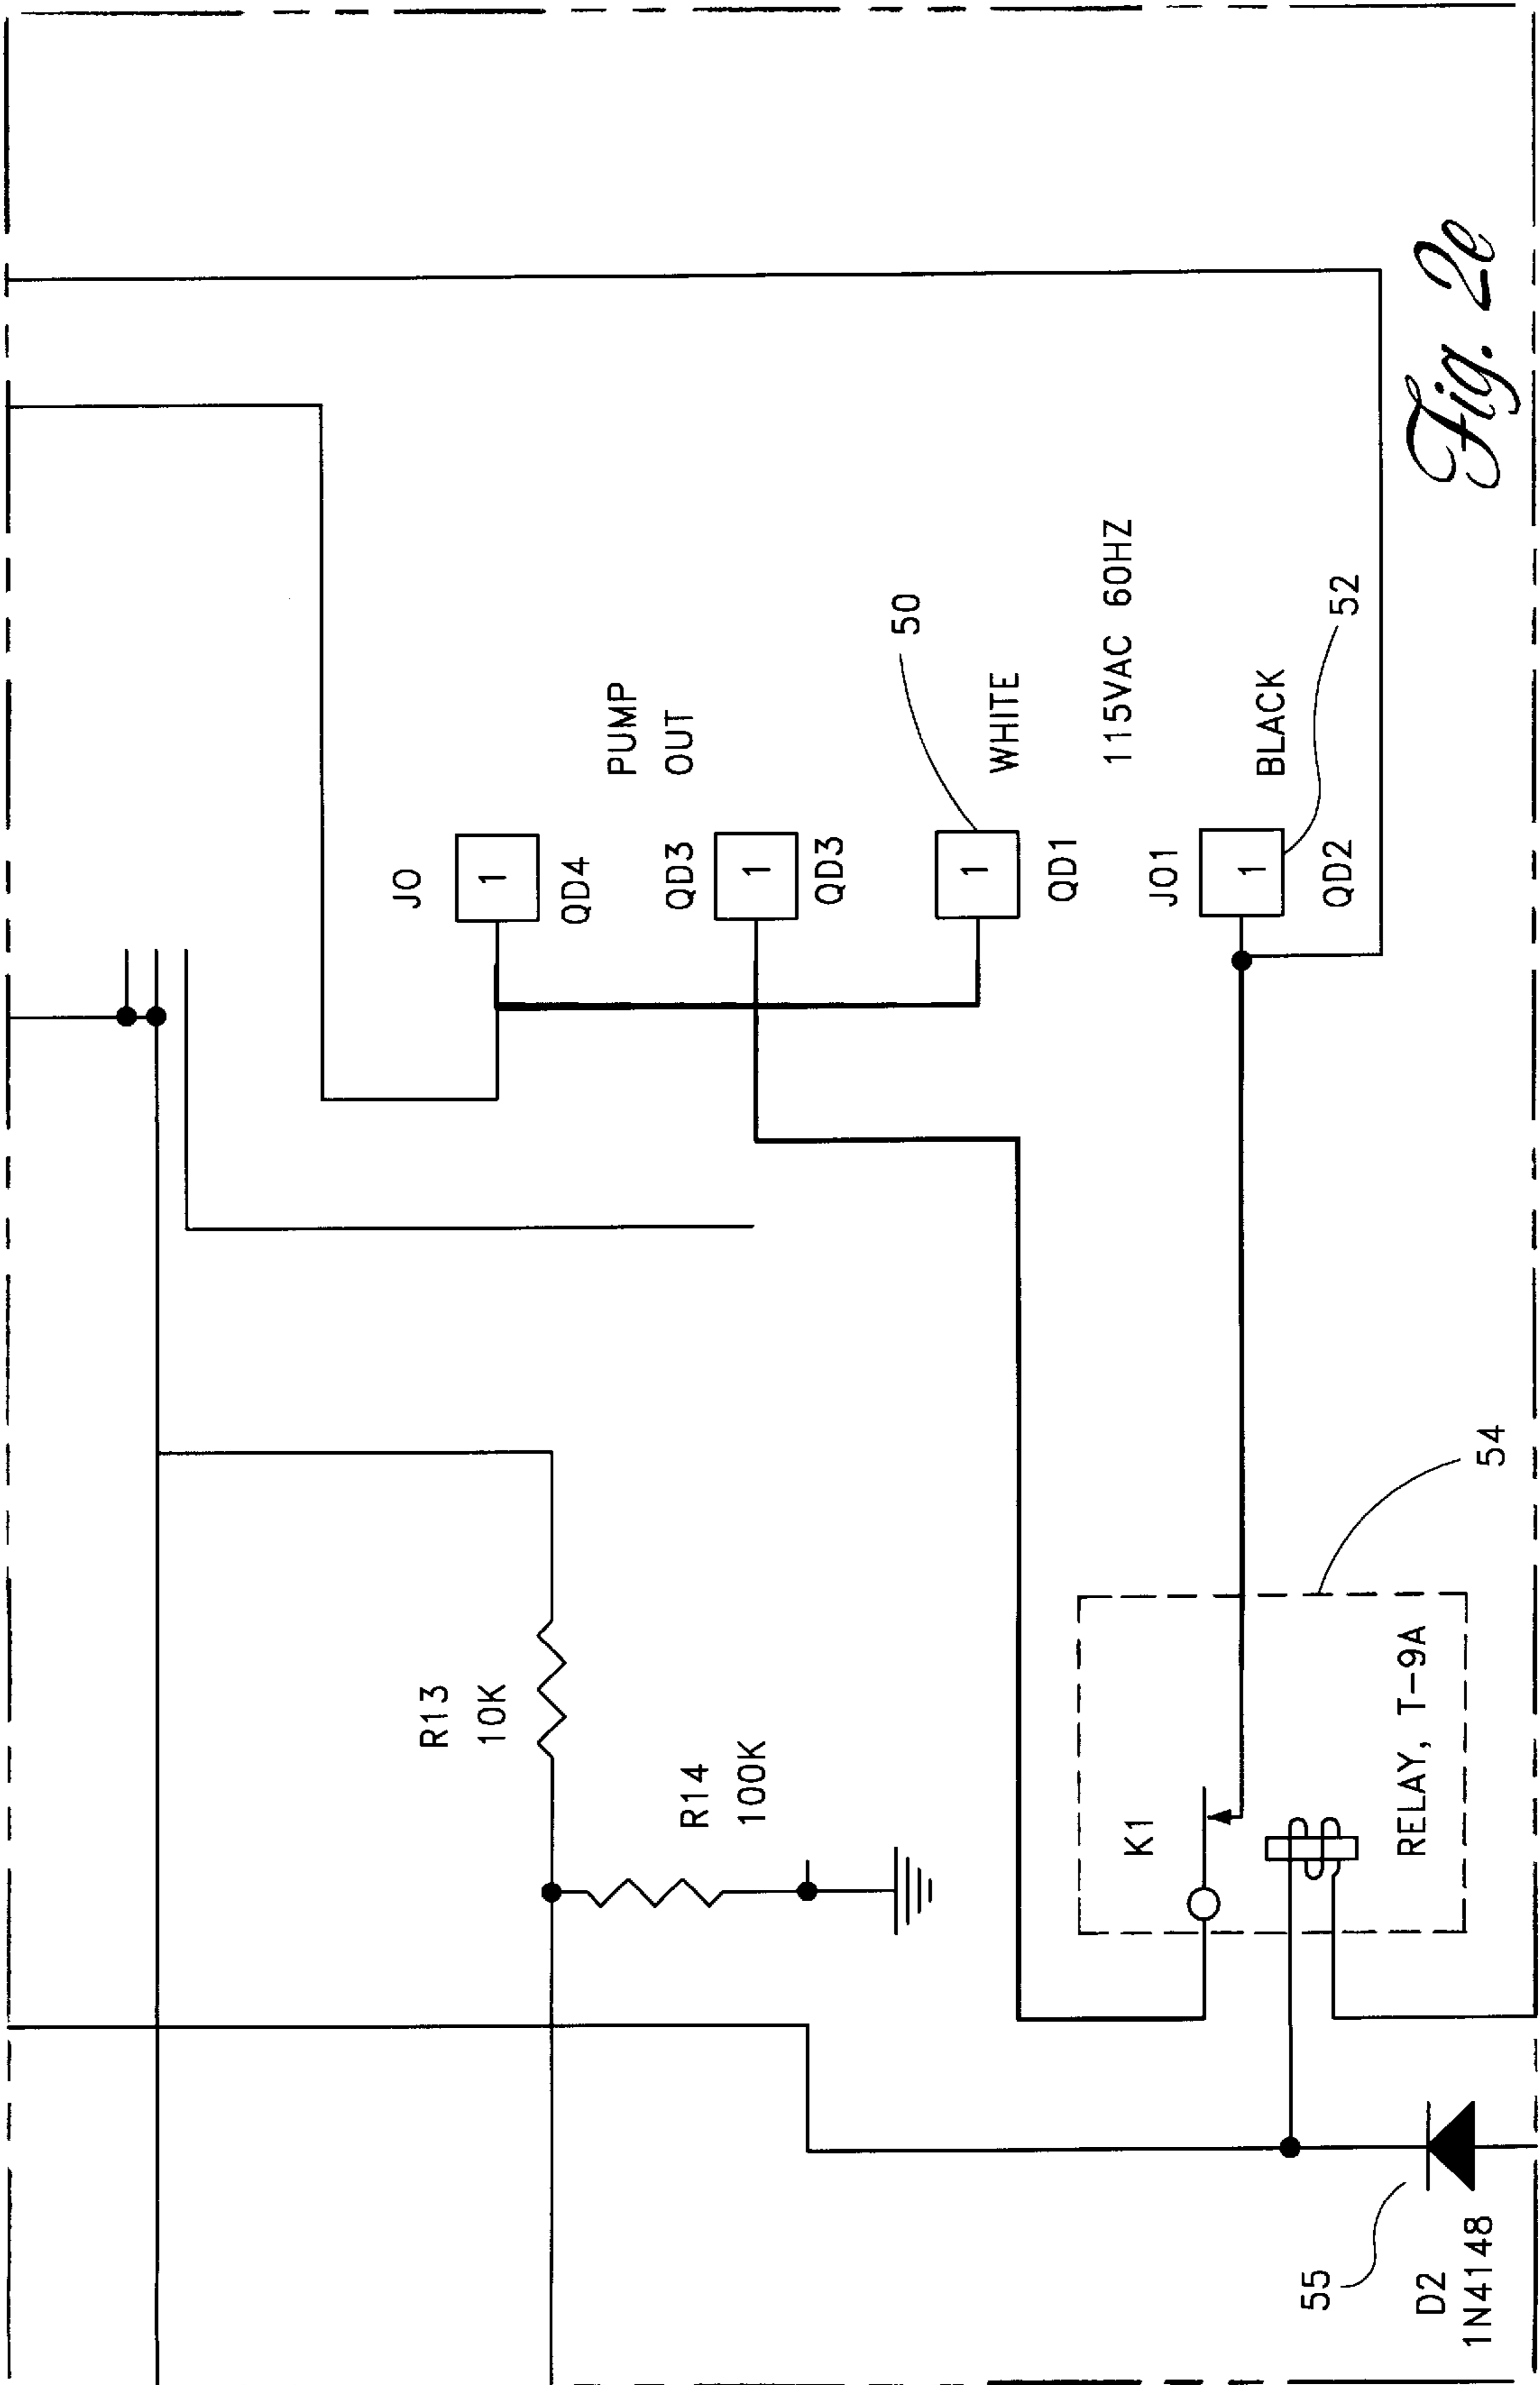 JO
1
QD4
PUMP
OUT
QD3
1
QD3
50
WHITE
1
QD1
115VAC 60HZ
BLACK
JO1
1
QD2
52
R13
10K
R14
100K
K1
RELAY, T-9A
54
55
D2
1N4148
Fig. 2e